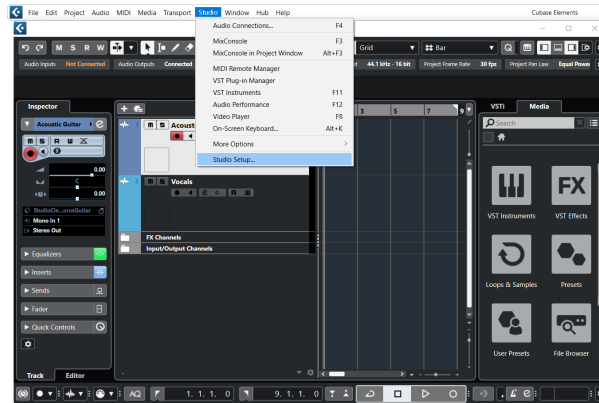 File Edit Project Audio MIDI Media Transport Studio Window Hub Help Cubase Elements
Audio Connections... F4
MixConsole F3
MixConsole in Project Window Alt+F3
MIDI Remote Manager
VST Plug-in Manager
VST Instruments F11
Audio Performance F12
Video Player F8
On-Screen Keyboard... Alt+K
More Options
Studio Setup...
M S R W Grid # Bar Q
Audio Inputs Not Connected Audio Outputs Connected 44.1 kHz - 16 bit Project Frame Rate 30 fps Project Pan Law Equal Power
Inspector
Acoustic Guitar
M S R W
0.00
C
0.00
Mono In 1
Stereo Out
Equalizers
Inserts
Sends
Fader
Quick Controls
Track Editor
M S Acoust
M S Vocals
FX Channels
Input/Output Channels
3 5 7 9
VSTi Media
Search
VST Instruments FX VST Effects
Loops & Samples Presets
User Presets File Browser
AQ 1. 1. 1. 0 9. 1. 1. 0